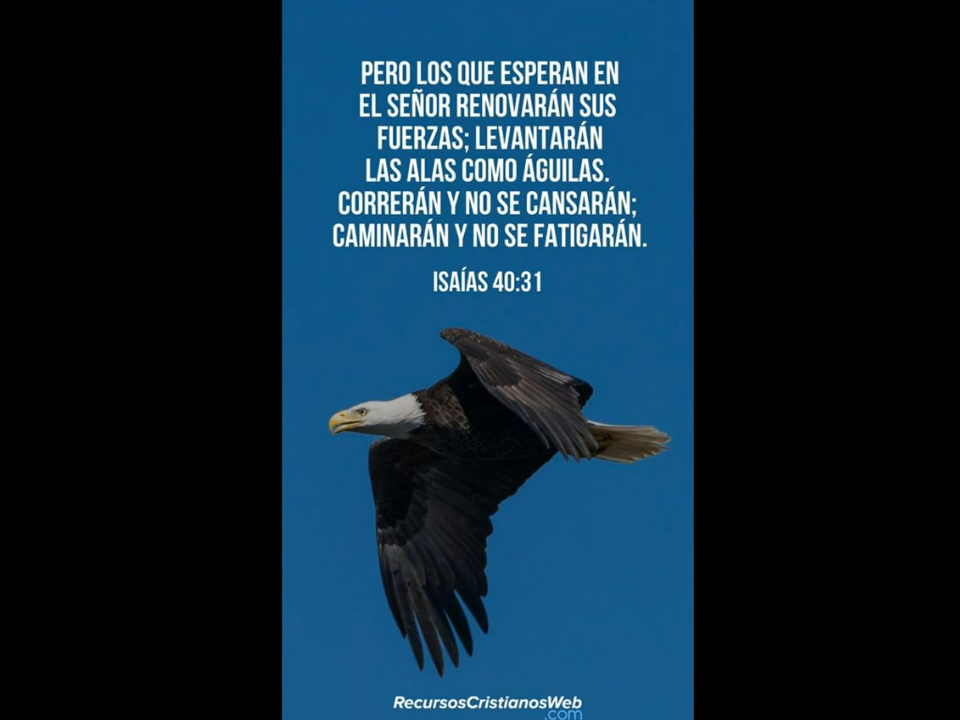 PERO LOS QUE ESPERAN EN
EL SEÑOR RENOVARÁN SUS
FUERZAS; LEVANTARÁN
LAS ALAS COMO ÁGUILAS.
CORRERÁN Y NO SE CANSARÁN;
CAMINARÁN Y NO SE FATIGARÁN.
ISAÍAS 40:31
RecursosCristianosWeb
.com